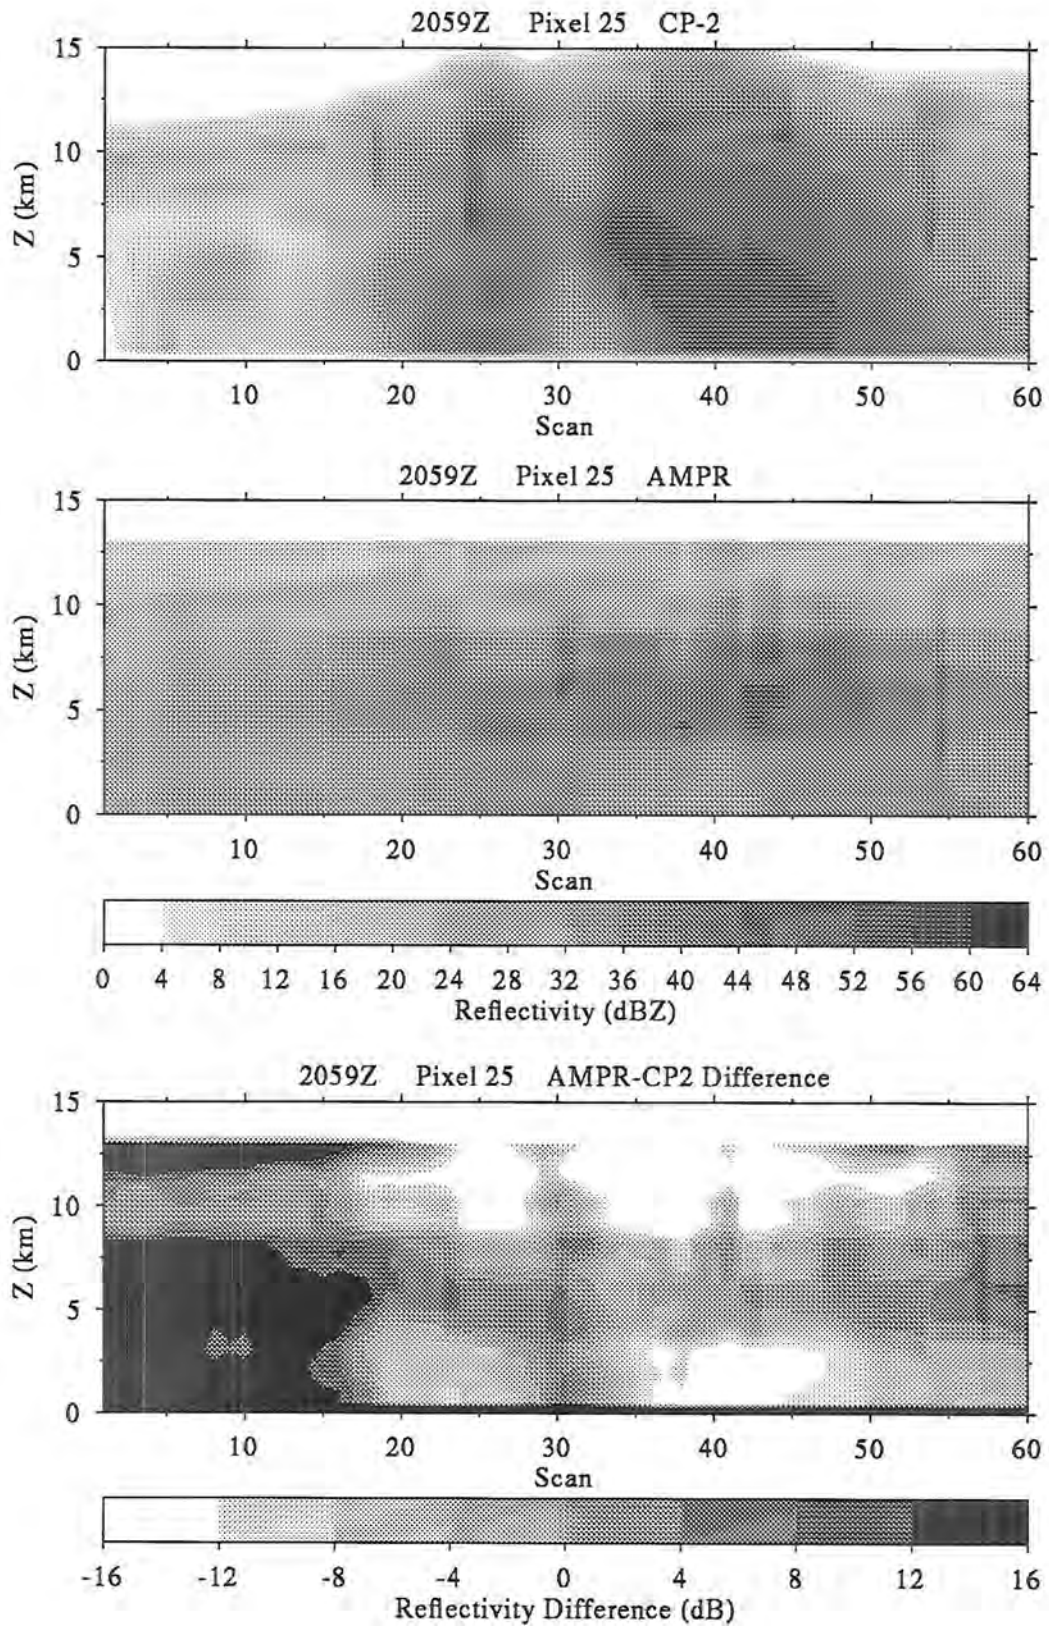 2059Z Pixel 25 CP-2
15
10
5
0
Z (km)
10 20 30 40 50 60
Scan
2059Z Pixel 25 AMPR
15
10
5
0
Z (km)
10 20 30 40 50 60
Scan
0 4 8 12 16 20 24 28 32 36 40 44 48 52 56 60 64
Reflectivity (dBZ)
2059Z Pixel 25 AMPR-CP2 Difference
15
10
5
0
Z (km)
10 20 30 40 50 60
Scan
-16 -12 -8 -4 0 4 8 12 16
Reflectivity Difference (dB)